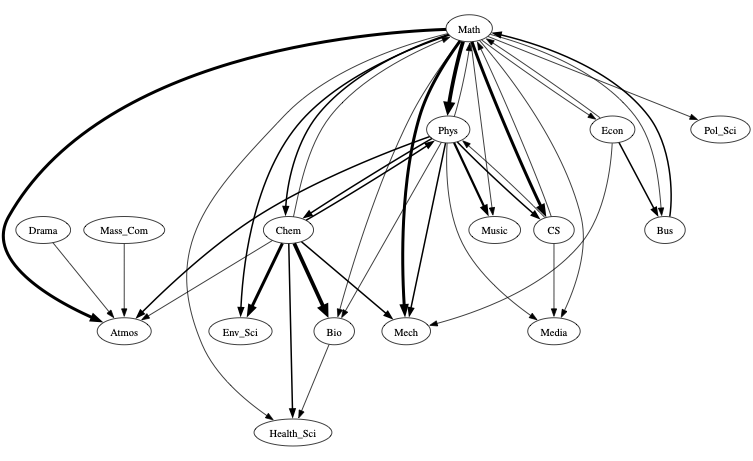 Math
Phys
Econ
Pol_Sci
Drama
Mass_Com
Chem
Music
CS
Bus
Atmos
Env_Sci
Bio
Mech
Media
Health_Sci